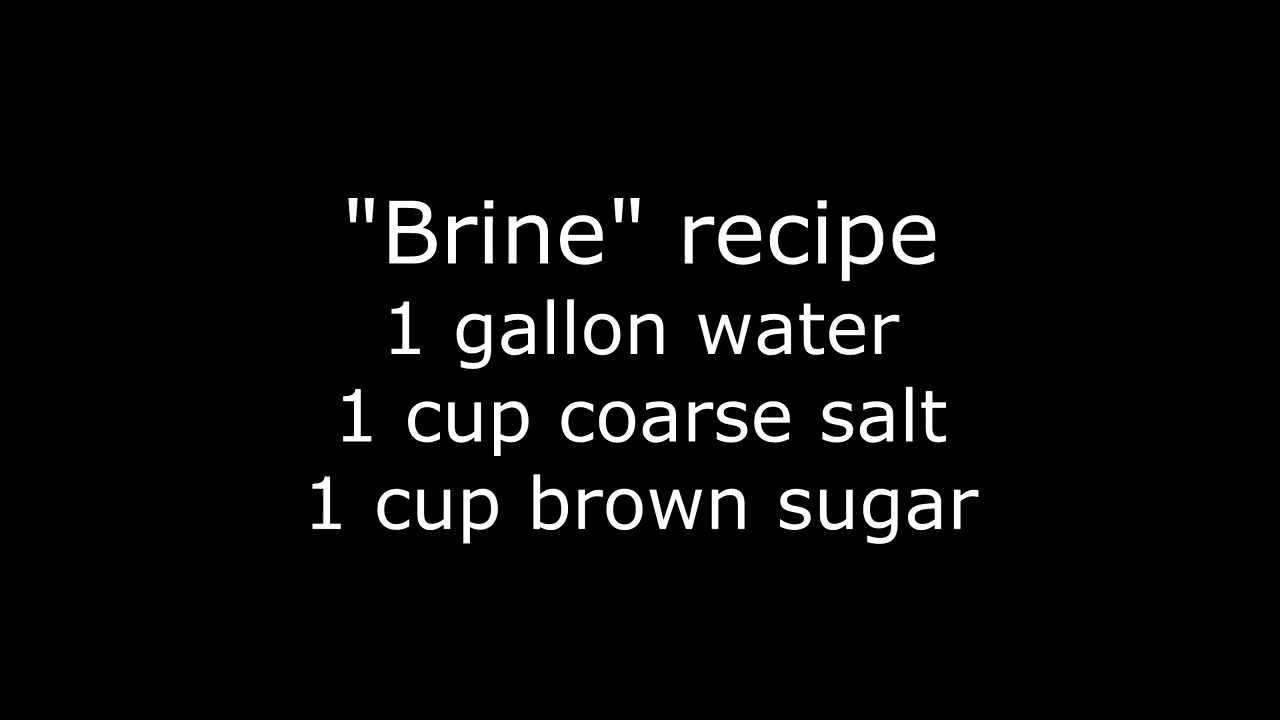 "Brine" recipe
1 gallon water
1 cup coarse salt
1 cup brown sugar